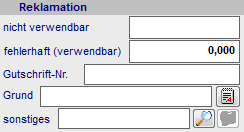 Reklamation
nicht verwendbar
fehlerhaft (verwendbar) 0,000
Gutschrift-Nr.
Grund
sonstiges